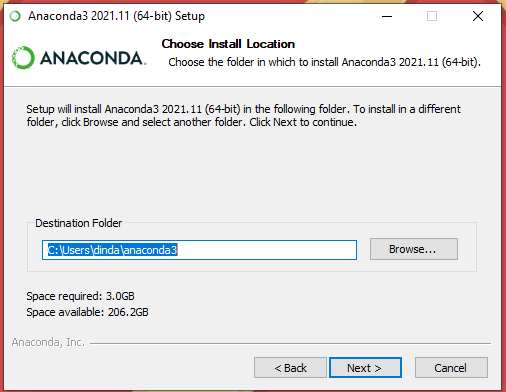 Anaconda3 2021.11 (64-bit) Setup
Choose Install Location
Choose the folder in which to install Anaconda3 2021.11 (64-bit).
ANACONDA.
Setup will install Anaconda3 2021.11 (64-bit) in the following folder. To install in a different
folder, click Browse and select another folder. Click Next to continue.
Destination Folder
C:\Users\dinda\anaconda3
Browse...
Space required: 3.0GB
Space available: 206.2GB
Anaconda, Inc.
< Back
Next >
Cancel